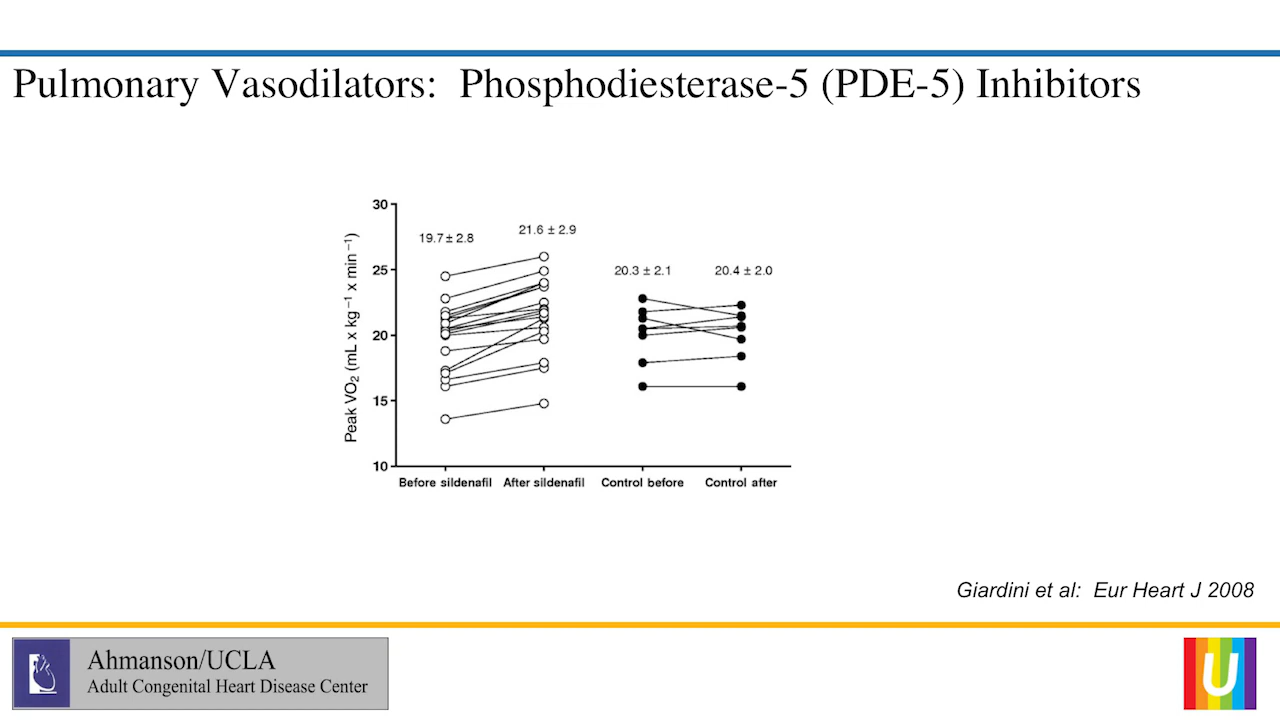 Pulmonary Vasodilators: Phosphodiesterase-5 (PDE-5) Inhibitors
30
25
20
15
10
Peak VO₂ (mL x kg⁻¹ x min⁻¹)
19.7 ± 2.8
21.6 ± 2.9
20.3 ± 2.1
20.4 ± 2.0
Before sildenafil After sildenafil Control before Control after
Giardini et al: Eur Heart J 2008
Ahmanson/UCLA
Adult Congenital Heart Disease Center
U